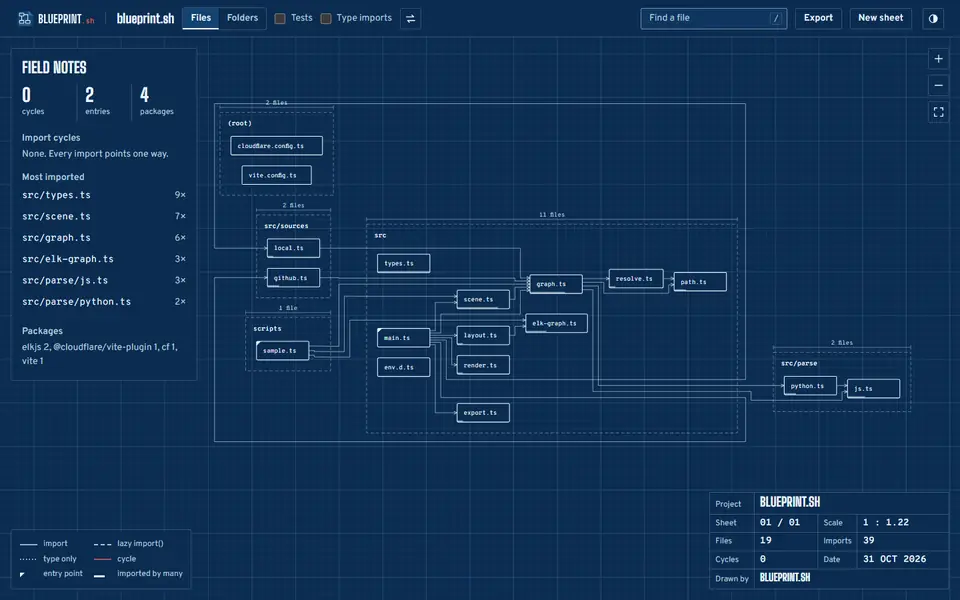 BLUEPRINT.sh
blueprint.sh
Files
Folders
Tests
Type imports
Find a file
/
Export
New sheet
FIELD NOTES
0
2
4
cycles
entries
packages
Import cycles
None. Every import points one way.
Most imported
src/types.ts 9×
src/scene.ts 7×
src/graph.ts 6×
src/elk-graph.ts 3×
src/parse/js.ts 3×
src/parse/python.ts 2×
Packages
elkjs 2, @cloudflare/vite-plugin 1, cf 1,
vite 1
2 files
(root)
cloudflare.config.ts
vite.config.ts
2 files
src/sources
local.ts
github.ts
1 file
scripts
sample.ts
11 files
src
types.ts
graph.ts
resolve.ts
path.ts
scene.ts
elk-graph.ts
main.ts
layout.ts
env.d.ts
render.ts
export.ts
2 files
src/parse
python.ts
js.ts
import
lazy import()
type only
cycle
entry point
imported by many
Project BLUEPRINT.SH
Sheet 01 / 01 Scale 1 : 1.22
Files 19 Imports 39
Cycles 0 Date 31 OCT 2026
Drawn by BLUEPRINT.SH